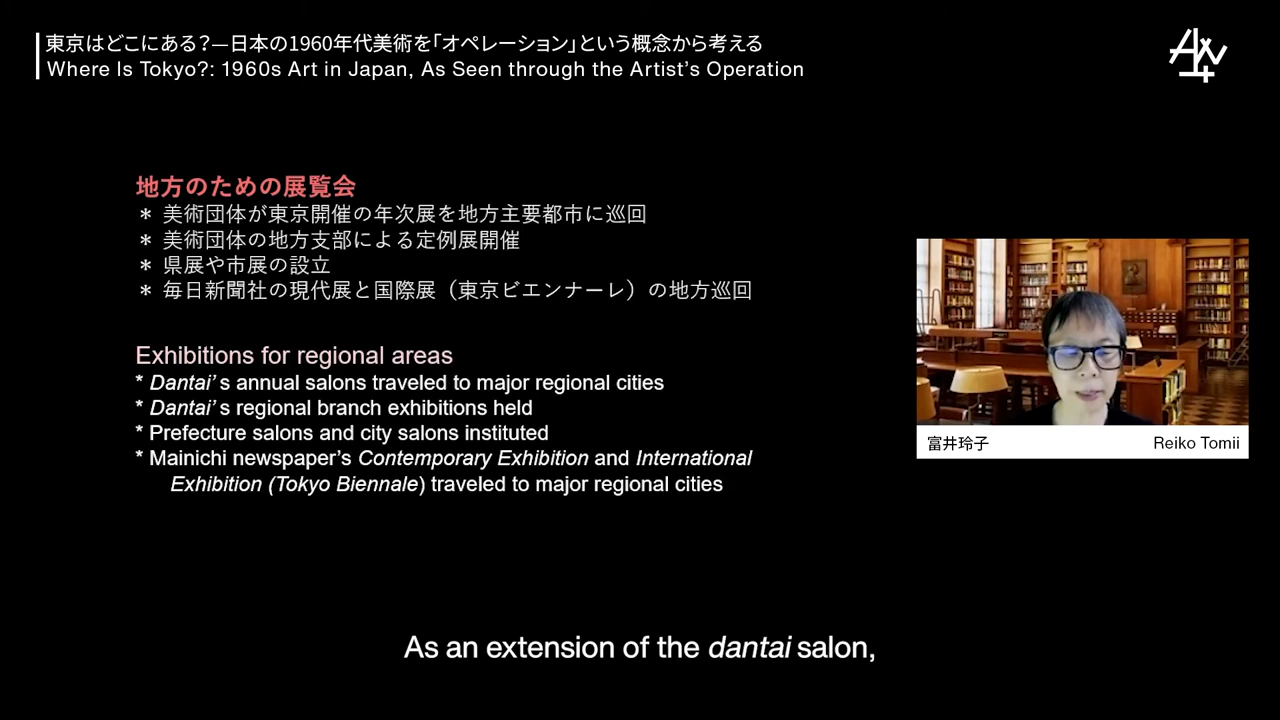 東京はどこにある?—日本の1960年代美術を「オペレーション」という概念から考える
Where Is Tokyo?: 1960s Art in Japan, As Seen through the Artist's Operation
地方のための展覧会
＊ 美術団体が東京開催の年次展を地方主要都市に巡回
＊ 美術団体の地方支部による定例展開催
＊ 県展や市展の設立
＊ 毎日新聞社の現代展と国際展（東京ビエンナーレ）の地方巡回
Exhibitions for regional areas
* Dantai' s annual salons traveled to major regional cities
* Dantai' s regional branch exhibitions held
* Prefecture salons and city salons instituted
* Mainichi newspaper's Contemporary Exhibition and International
Exhibition (Tokyo Biennale) traveled to major regional cities
富井玲子 Reiko Tomii
As an extension of the dantai salon,